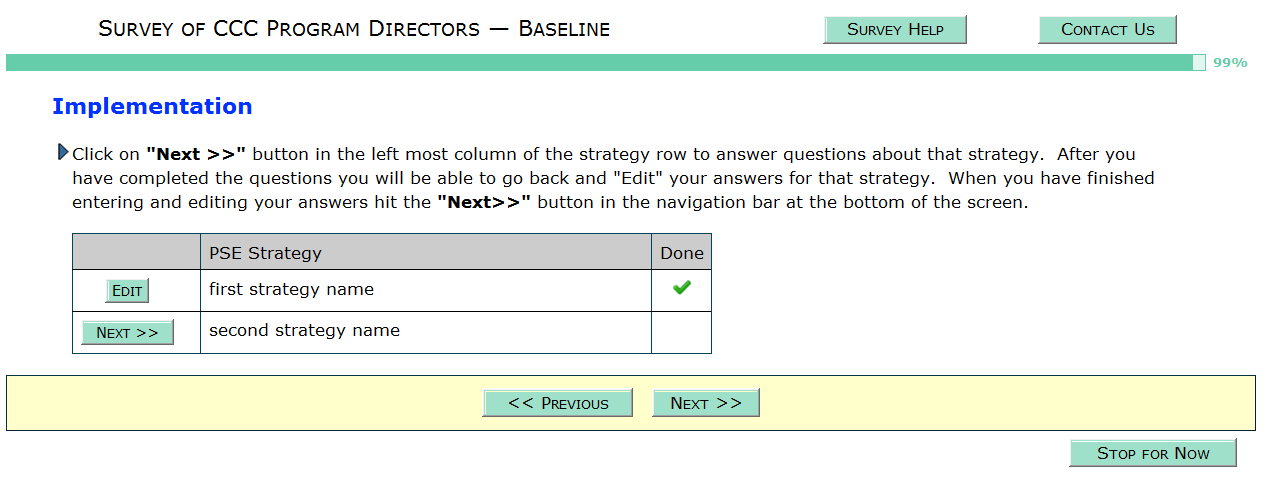 SURVEY OF CCC PROGRAM DIRECTORS — BASELINE
SURVEY HELP
CONTACT US
99%
Implementation
Click on "Next >>" button in the left most column of the strategy row to answer questions about that strategy.  After you
have completed the questions you will be able to go back and "Edit" your answers for that strategy.  When you have finished
entering and editing your answers hit the "Next>>" button in the navigation bar at the bottom of the screen.
PSE Strategy Done
EDIT first strategy name
NEXT >> second strategy name
<< PREVIOUS NEXT >>
STOP FOR NOW